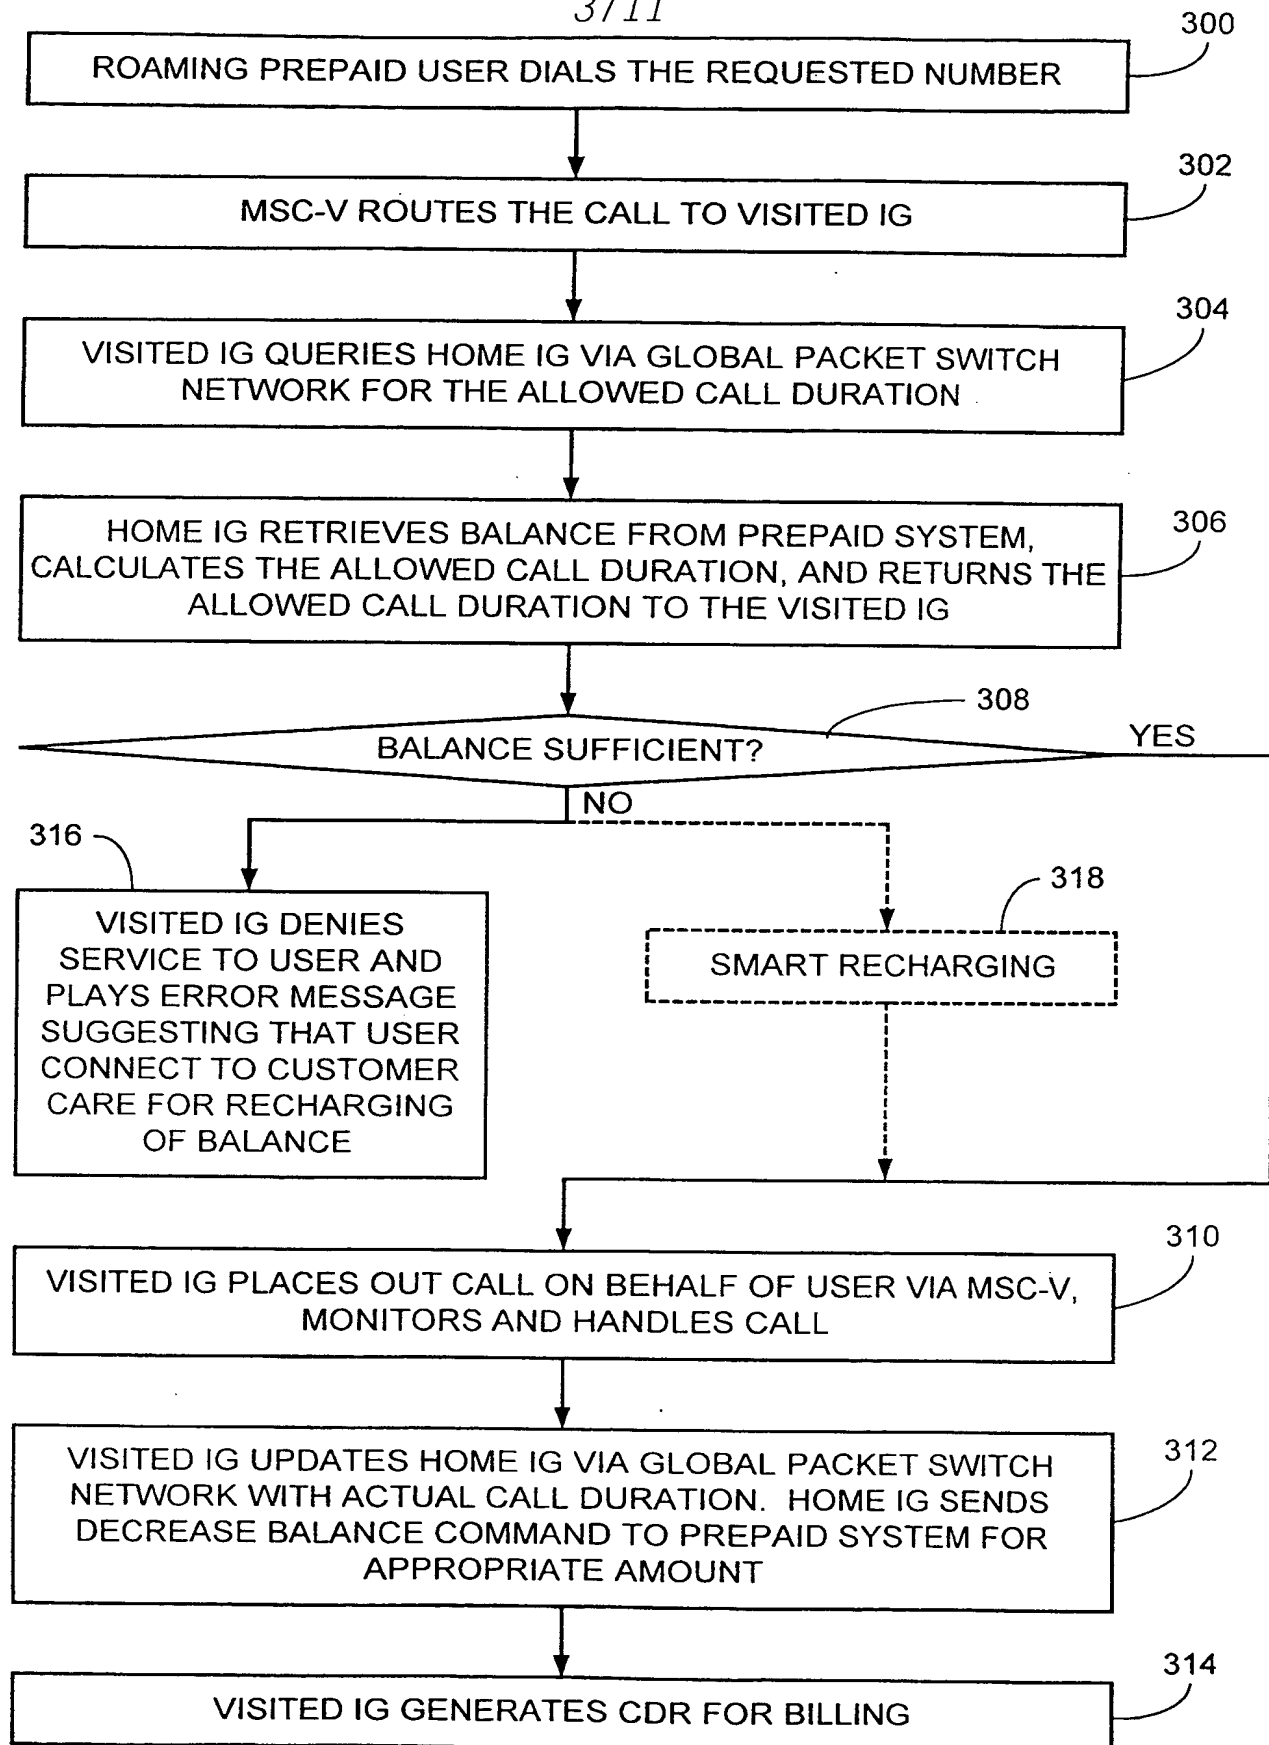 3/11
300
ROAMING PREPAID USER DIALS THE REQUESTED NUMBER
302
MSC-V ROUTES THE CALL TO VISITED IG
304
VISITED IG QUERIES HOME IG VIA GLOBAL PACKET SWITCH
NETWORK FOR THE ALLOWED CALL DURATION
306
HOME IG RETRIEVES BALANCE FROM PREPAID SYSTEM,
CALCULATES THE ALLOWED CALL DURATION, AND RETURNS THE
ALLOWED CALL DURATION TO THE VISITED IG
308
BALANCE SUFFICIENT?
YES
NO
316
VISITED IG DENIES
SERVICE TO USER AND
PLAYS ERROR MESSAGE
SUGGESTING THAT USER
CONNECT TO CUSTOMER
CARE FOR RECHARGING
OF BALANCE
318
SMART RECHARGING
310
VISITED IG PLACES OUT CALL ON BEHALF OF USER VIA MSC-V,
MONITORS AND HANDLES CALL
312
VISITED IG UPDATES HOME IG VIA GLOBAL PACKET SWITCH
NETWORK WITH ACTUAL CALL DURATION. HOME IG SENDS
DECREASE BALANCE COMMAND TO PREPAID SYSTEM FOR
APPROPRIATE AMOUNT
314
VISITED IG GENERATES CDR FOR BILLING